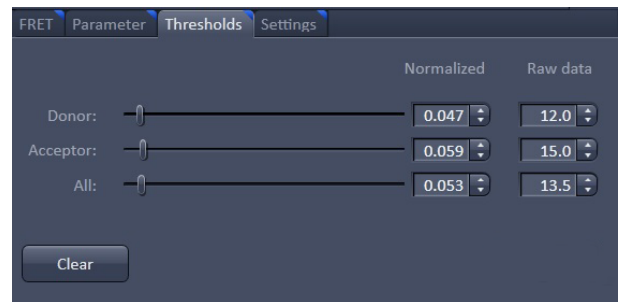 FRET Parameter Thresholds Settings
Normalized Raw data
Donor: 0.047 12.0
Acceptor: 0.059 15.0
All: 0.053 13.5
Clear